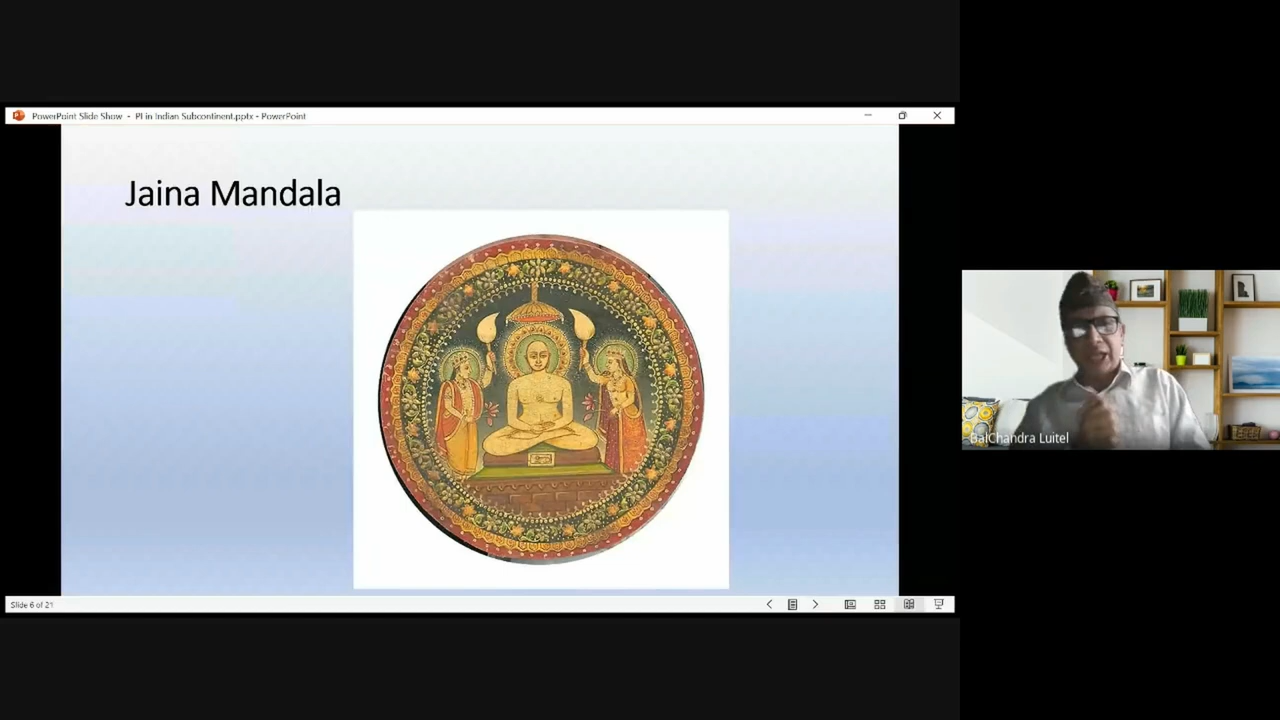 PowerPoint Slide Show - PI in Indian Subcontinent.pptx - PowerPoint
Jaina Mandala
BalChandra Luitel
Slide 6 of 21